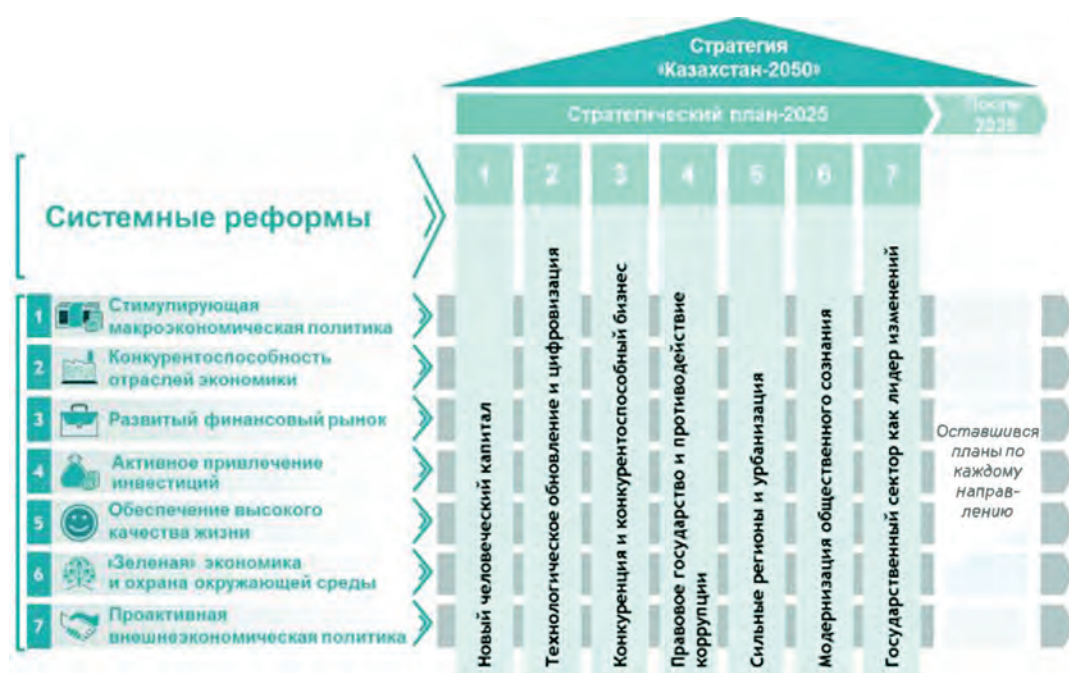 Стратегия
«Казахстан-2050»
Стратегический план-2025
2025
1
2
3
4
5
6
7
Системные реформы
Новый человеческий капитал
Технологическое обновление и цифровизация
Конкуренция и конкурентоспособный бизнес
Правовое государство и противодействие
коррупции
Сильные регионы и урбанизация
Модернизация общественного сознания
Государственный сектор как лидер изменений
1
Стимулирующая
макроэкономическая политика
2
Конкурентоспособность
отраслей экономики
3
Развитый финансовый рынок
4
Активное привлечение
инвестиций
5
Обеспечение высокого
качества жизни
6
«Зеленая» экономика
и охрана окружающей среды
7
Проактивная
внешнеэкономическая политика
Оставшився
планы по
каждому
направ-
лению